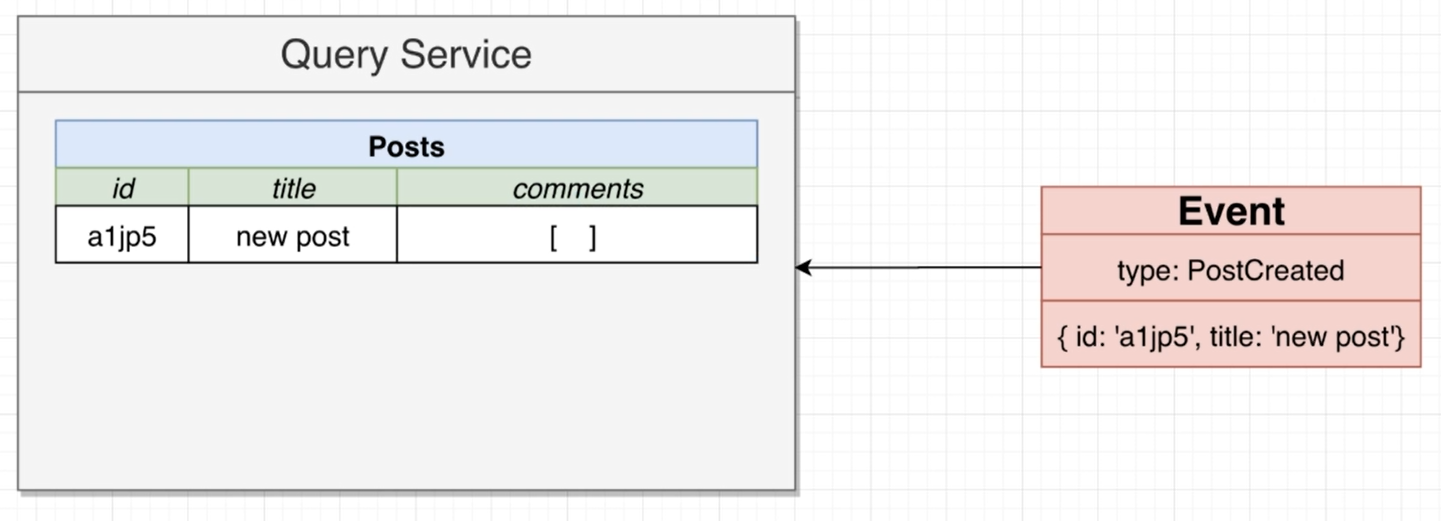 Query Service
Posts
id title comments
a1jp5 new post [ ]
Event
type: PostCreated
{ id: 'a1jp5', title: 'new post'}